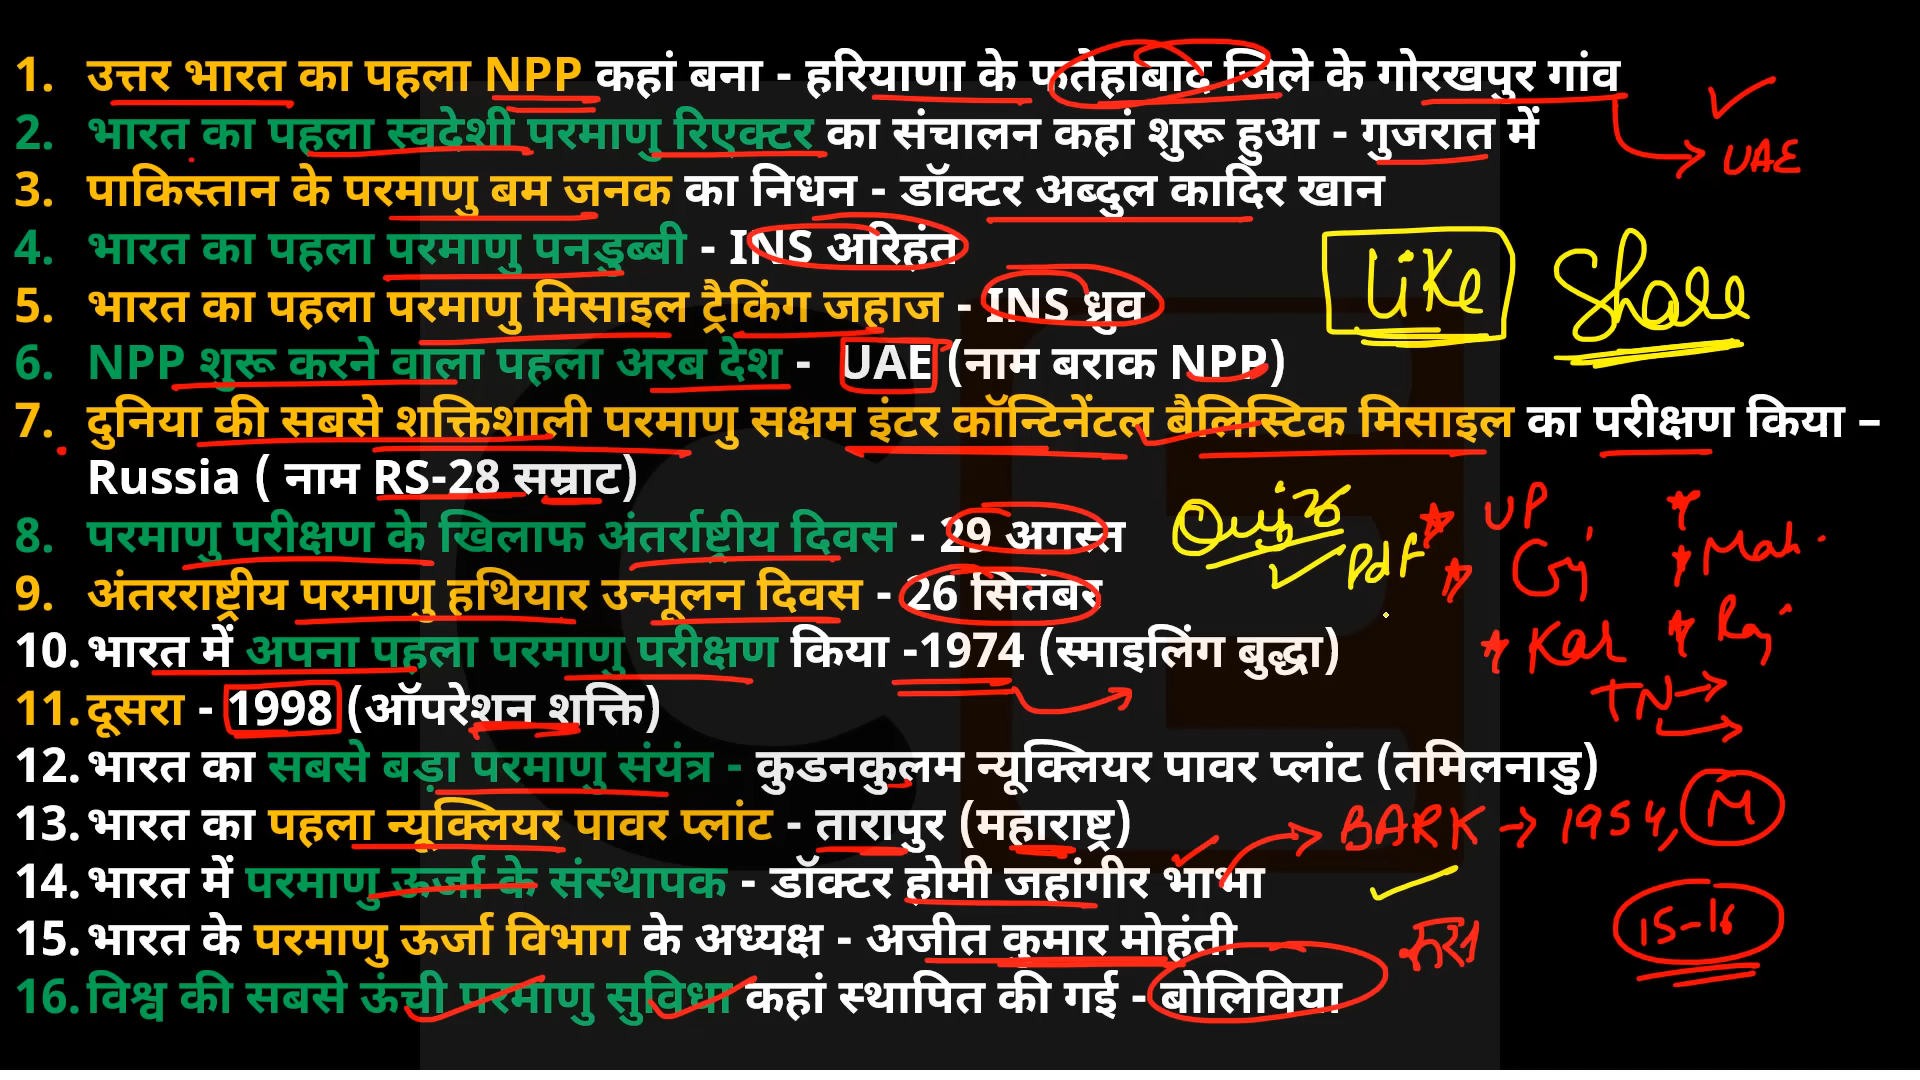 1. उत्तर भारत का पहला NPP कहां बना - हरियाणा के फतेहाबाद जिले के गोरखपुर गांव
2. भारत का पहला स्वदेशी परमाणु रिएक्टर का संचालन कहां शुरू हुआ - गुजरात में
UAE
3. पाकिस्तान के परमाणु बम जनक का निधन - डॉक्टर अब्दुल कादिर खान
4. भारत का पहला परमाणु पनडुब्बी - INS अरिहंत
Like Share
5. भारत का पहला परमाणु मिसाइल ट्रैकिंग जहाज - INS ध्रुव
6. NPP शुरू करने वाला पहला अरब देश - UAE (नाम बराक NPP)
7. दुनिया की सबसे शक्तिशाली परमाणु सक्षम इंटर कॉन्टिनेंटल बैलिस्टिक मिसाइल का परीक्षण किया –
Russia ( नाम RS-28 सम्राट)
UP
8. परमाणु परीक्षण के खिलाफ अंतर्राष्ट्रीय दिवस - 29 अगस्त
Pdf Guj Mah.
9. अंतरराष्ट्रीय परमाणु हथियार उन्मूलन दिवस - 26 सितंबर
10. भारत में अपना पहला परमाणु परीक्षण किया -1974 (स्माइलिंग बुद्धा)
Kar Raj
TN
11. दूसरा - 1998 (ऑपरेशन शक्ति)
12. भारत का सबसे बड़ा परमाणु संयंत्र - कुडनकुलम न्यूक्लियर पावर प्लांट (तमिलनाडु)
13. भारत का पहला न्यूक्लियर पावर प्लांट - तारापुर (महाराष्ट्र)
BARK → 1954, M
14. भारत में परमाणु ऊर्जा के संस्थापक - डॉक्टर होमी जहांगीर भाभा
15. भारत के परमाणु ऊर्जा विभाग के अध्यक्ष - अजीत कुमार मोहंती
15-16
16. विश्व की सबसे ऊंची परमाणु सुविधा कहां स्थापित की गई - बोलिविया